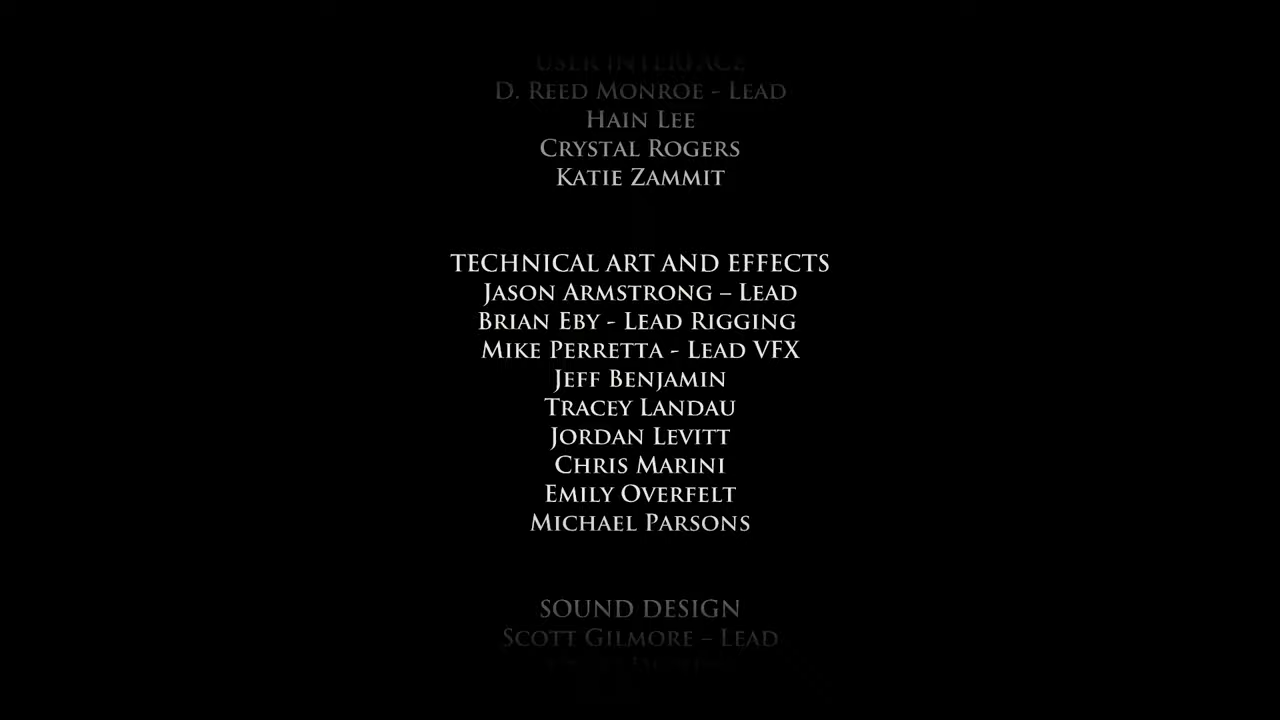 USER INTERFACE
D. REED MONROE - LEAD
HAIN LEE
CRYSTAL ROGERS
KATIE ZAMMIT
TECHNICAL ART AND EFFECTS
JASON ARMSTRONG – LEAD
BRIAN EBY - LEAD RIGGING
MIKE PERRETTA - LEAD VFX
JEFF BENJAMIN
TRACEY LANDAU
JORDAN LEVITT
CHRIS MARINI
EMILY OVERFELT
MICHAEL PARSONS
SOUND DESIGN
SCOTT GILMORE – LEAD